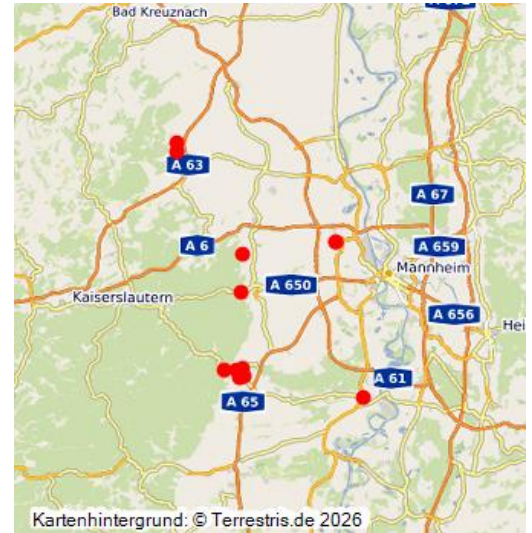 Bad Kreuznach
A 63
A 67
A 6
A 659
Mannheim
A 650
Kaiserslautern
A 656
Hei
A 61
A 65
Kartenhintergrund: © Terrestris.de 2026